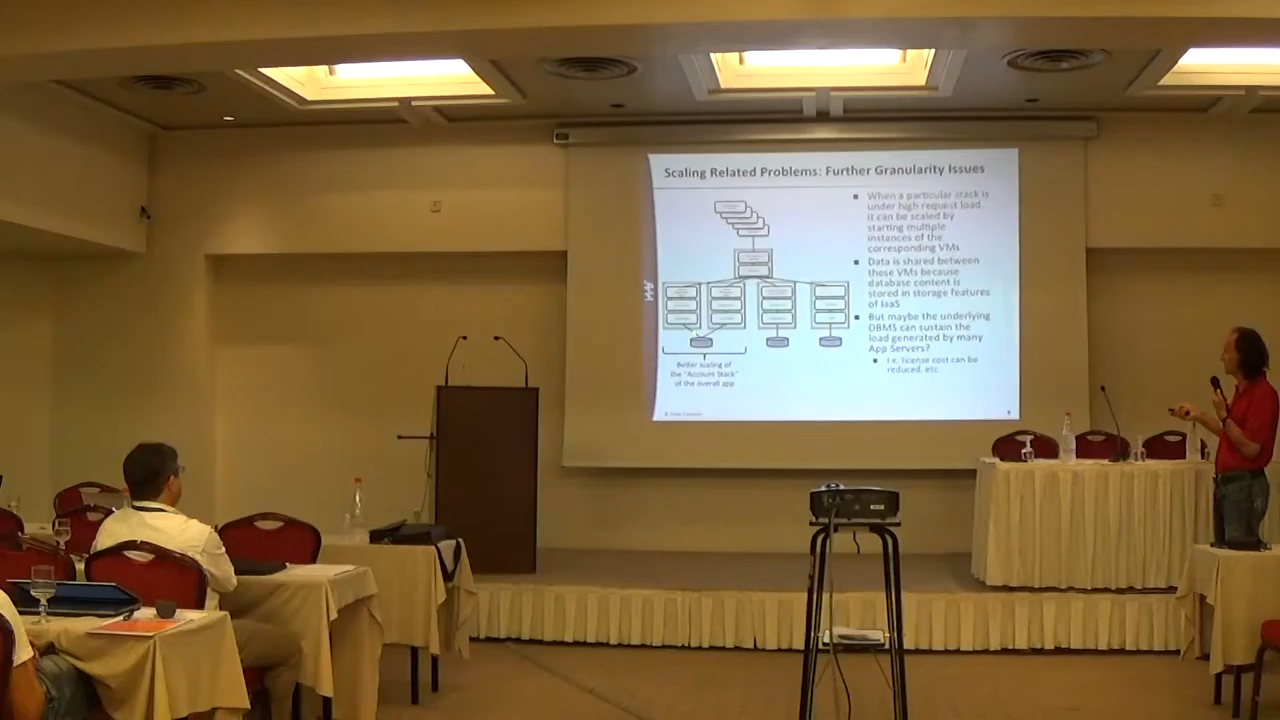 Scaling Related Problems: Further Granularity Issues
When a particular stack is
under high request load,
it can be scaled by
starting multiple
instances of the
corresponding VMs
Data is shared between
these VMs because
database content is
stored in storage features
of IaaS
But maybe the underlying
DBMS can sustain the
load generated by many
App Servers?
I.e. license cost can be
reduced, etc
Better scaling of
the "Account Stack"
of the overall app